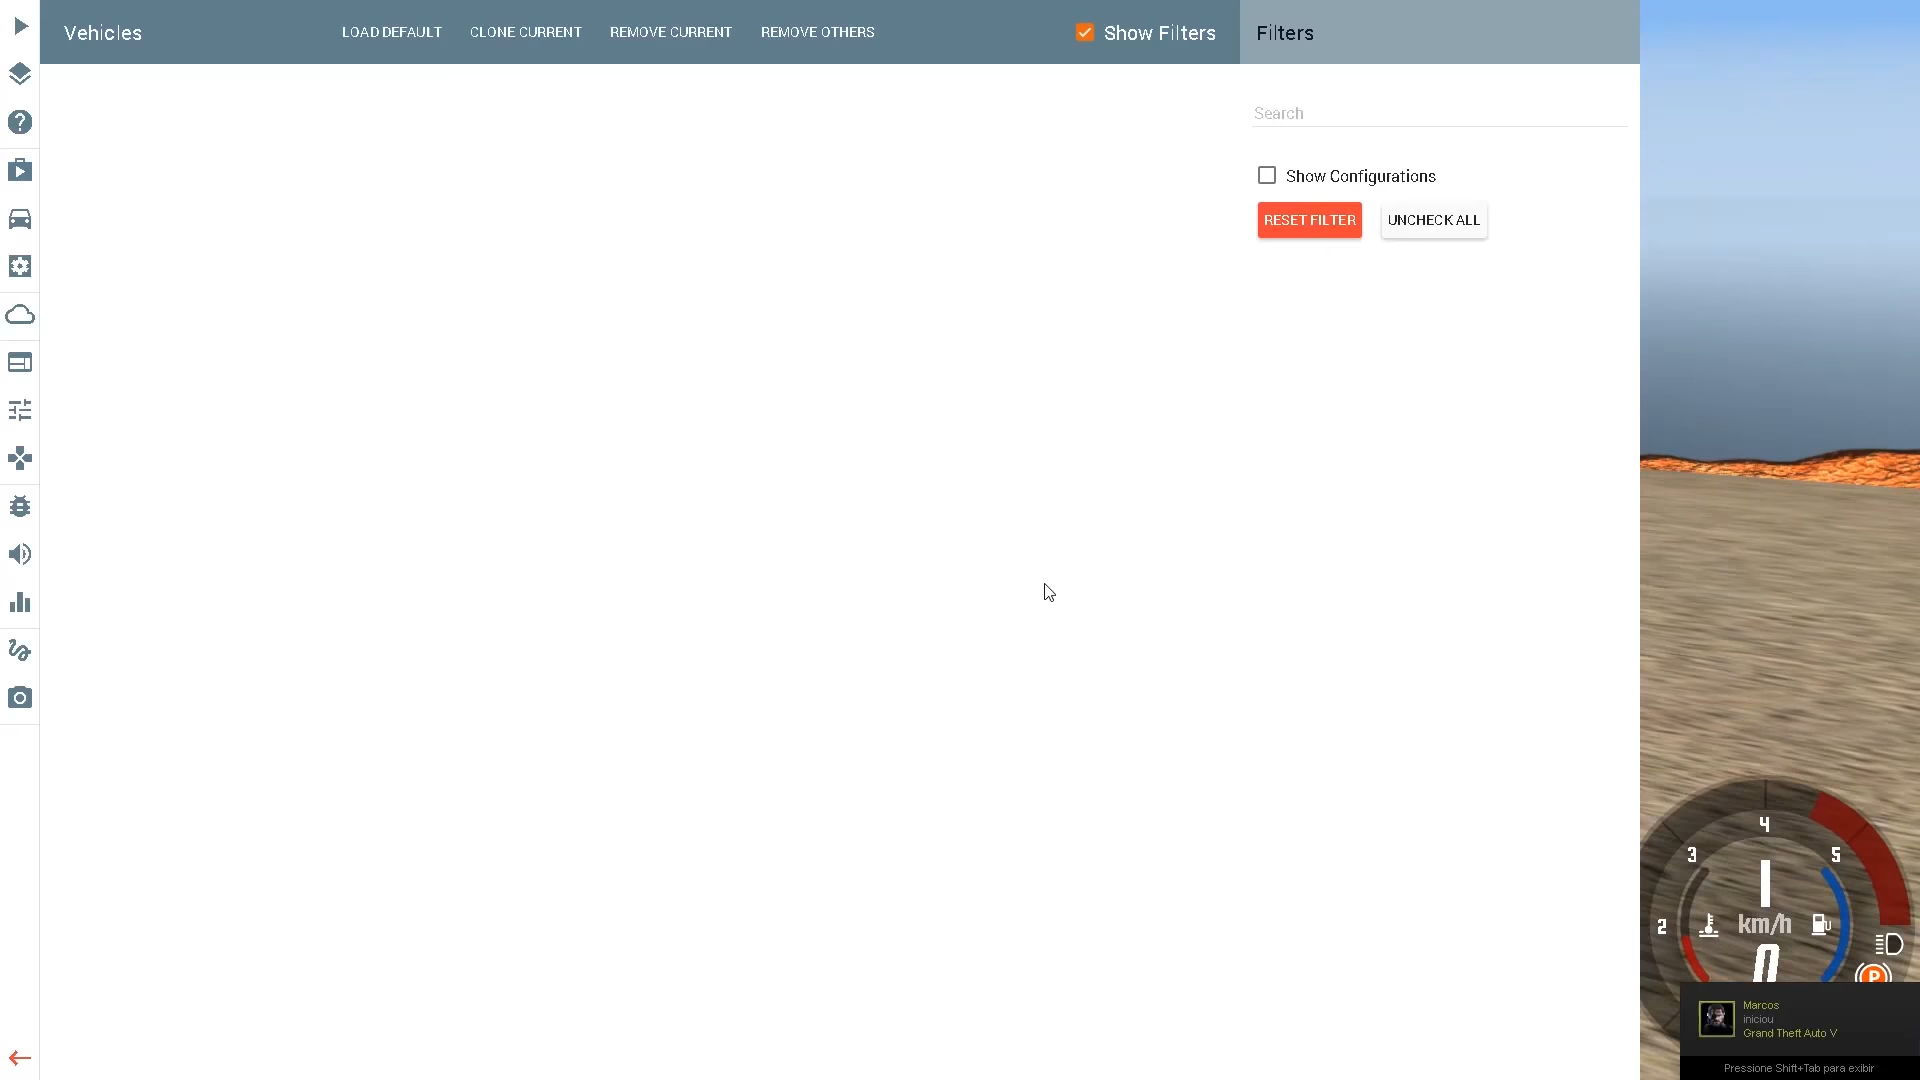 Vehicles
LOAD DEFAULT
CLONE CURRENT
REMOVE CURRENT
REMOVE OTHERS
Show Filters
Filters
Search
Show Configurations
RESET FILTER
UNCHECK ALL
4
3
5
1
2
km/h
0
P
Marcos
iniciou
Grand Theft Auto V
Pressione Shift+Tab para exibir